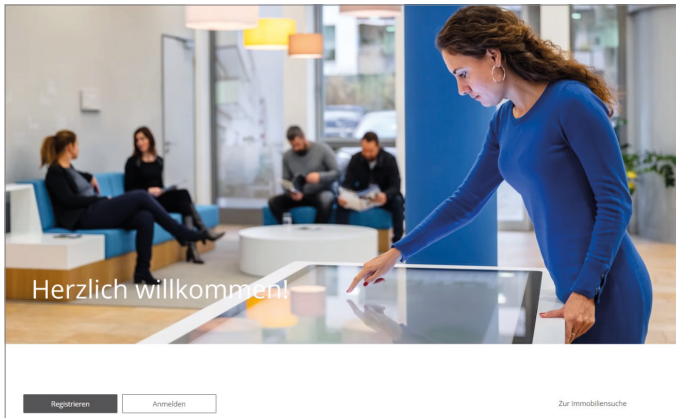 Herzlich willkommen!
Registrieren
Anmelden
Zur Immobiliensuche